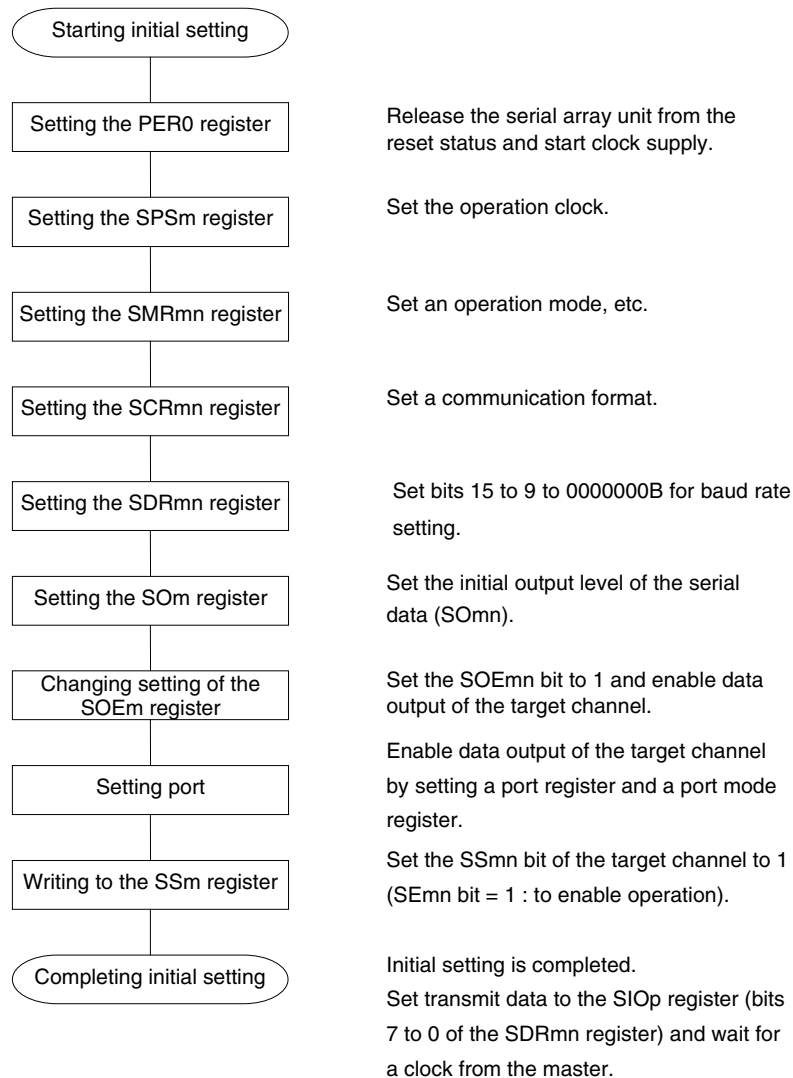 Starting initial setting
Setting the PER0 register
Release the serial array unit from the
reset status and start clock supply.
Setting the SPSm register
Set the operation clock.
Setting the SMRmn register
Set an operation mode, etc.
Setting the SCRmn register
Set a communication format.
Setting the SDRmn register
Set bits 15 to 9 to 0000000B for baud rate
setting.
Setting the SOm register
Set the initial output level of the serial
data (SOmn).
Changing setting of the
SOEm register
Set the SOEmn bit to 1 and enable data
output of the target channel.
Setting port
Enable data output of the target channel
by setting a port register and a port mode
register.
Writing to the SSm register
Set the SSmn bit of the target channel to 1
(SEmn bit = 1 : to enable operation).
Completing initial setting
Initial setting is completed.
Set transmit data to the SIOp register (bits
7 to 0 of the SDRmn register) and wait for
a clock from the master.